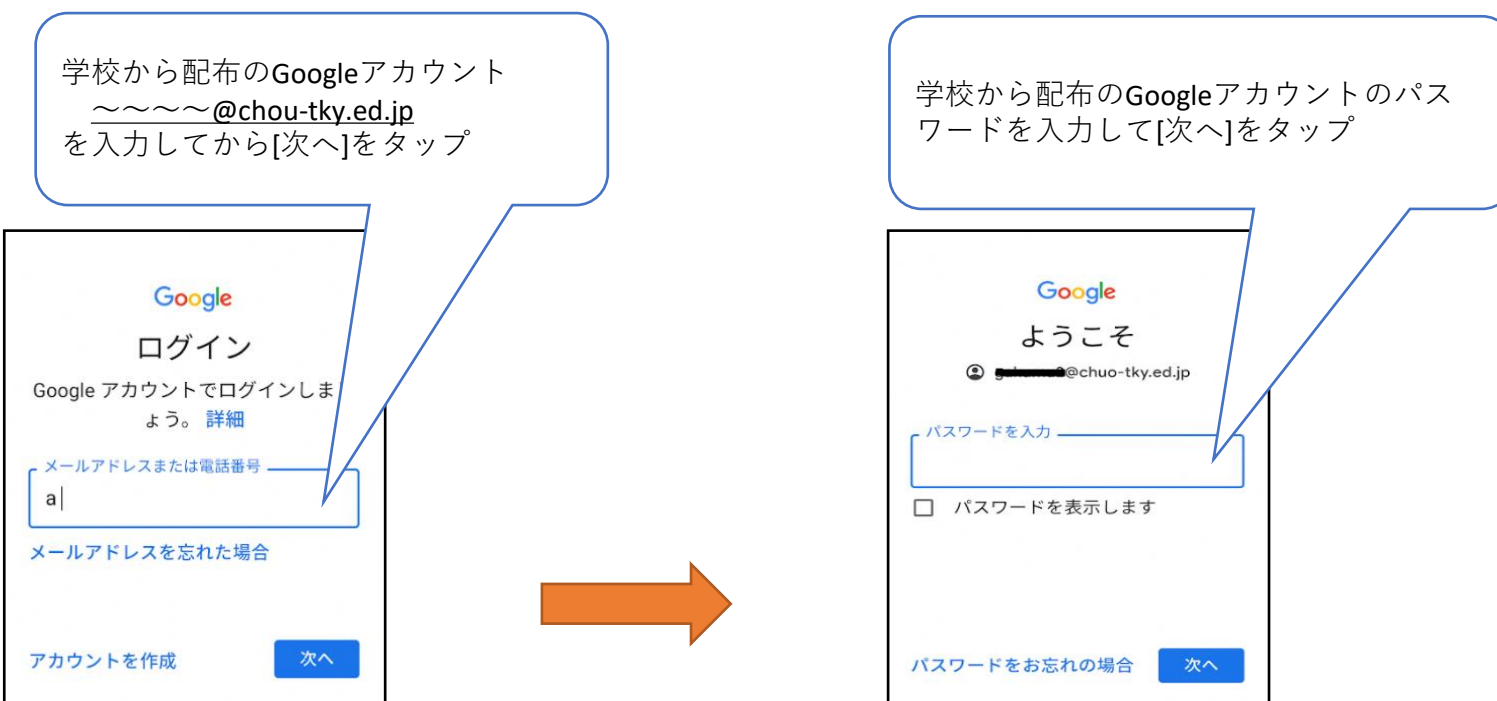 学校から配布のGoogleアカウント
～～～～@chou-tky.ed.jp
を入力してから[次へ]をタップ
学校から配布のGoogleアカウントのパス
ワードを入力して[次へ]をタップ
Google
ログイン
Google アカウントでログインしま
ょう。 詳細
メールアドレスまたは電話番号
a
メールアドレスを忘れた場合
アカウントを作成
次へ
Google
ようこそ
@chuo-tky.ed.jp
パスワードを入力
パスワードを表示します
パスワードをお忘れの場合
次へ